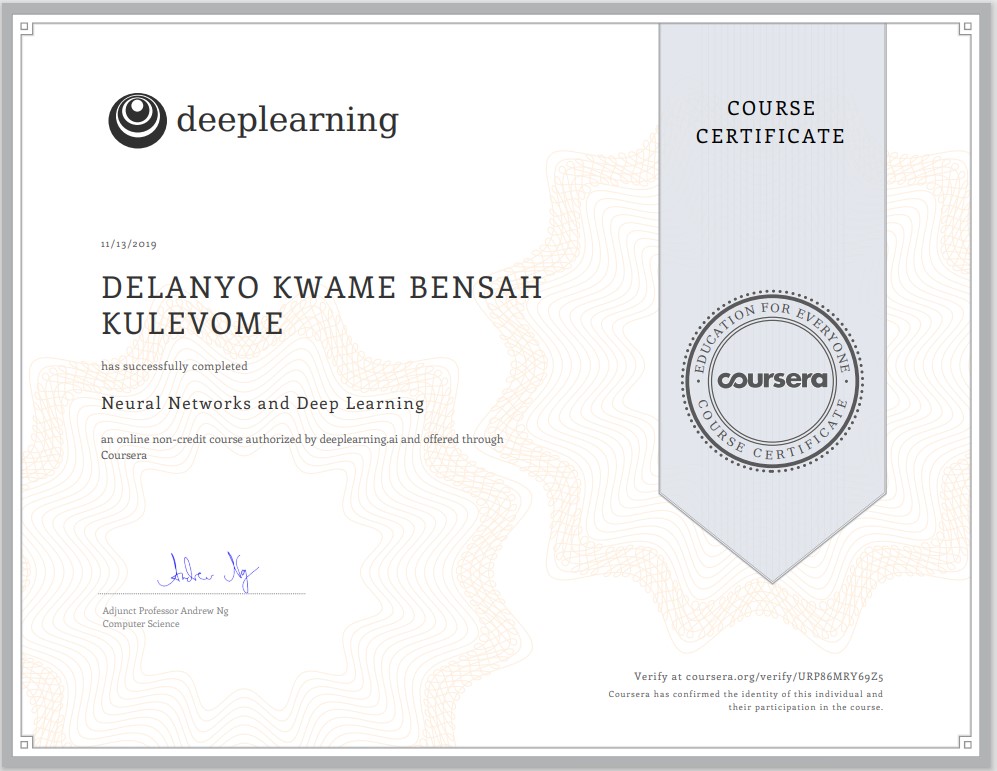 deeplearning
COURSE
CERTIFICATE
11/13/2019
DELANYO KWAME BENSAH
KULEVOME
has successfully completed
Neural Networks and Deep Learning
an online non-credit course authorized by deeplearning.ai and offered through
Coursera
EDUCATION FOR EVERYONE
coursera
COURSE CERTIFICATE
Andrew Ng
Adjunct Professor Andrew Ng
Computer Science
Verify at coursera.org/verify/URP86MRY69Z5
Coursera has confirmed the identity of this individual and
their participation in the course.